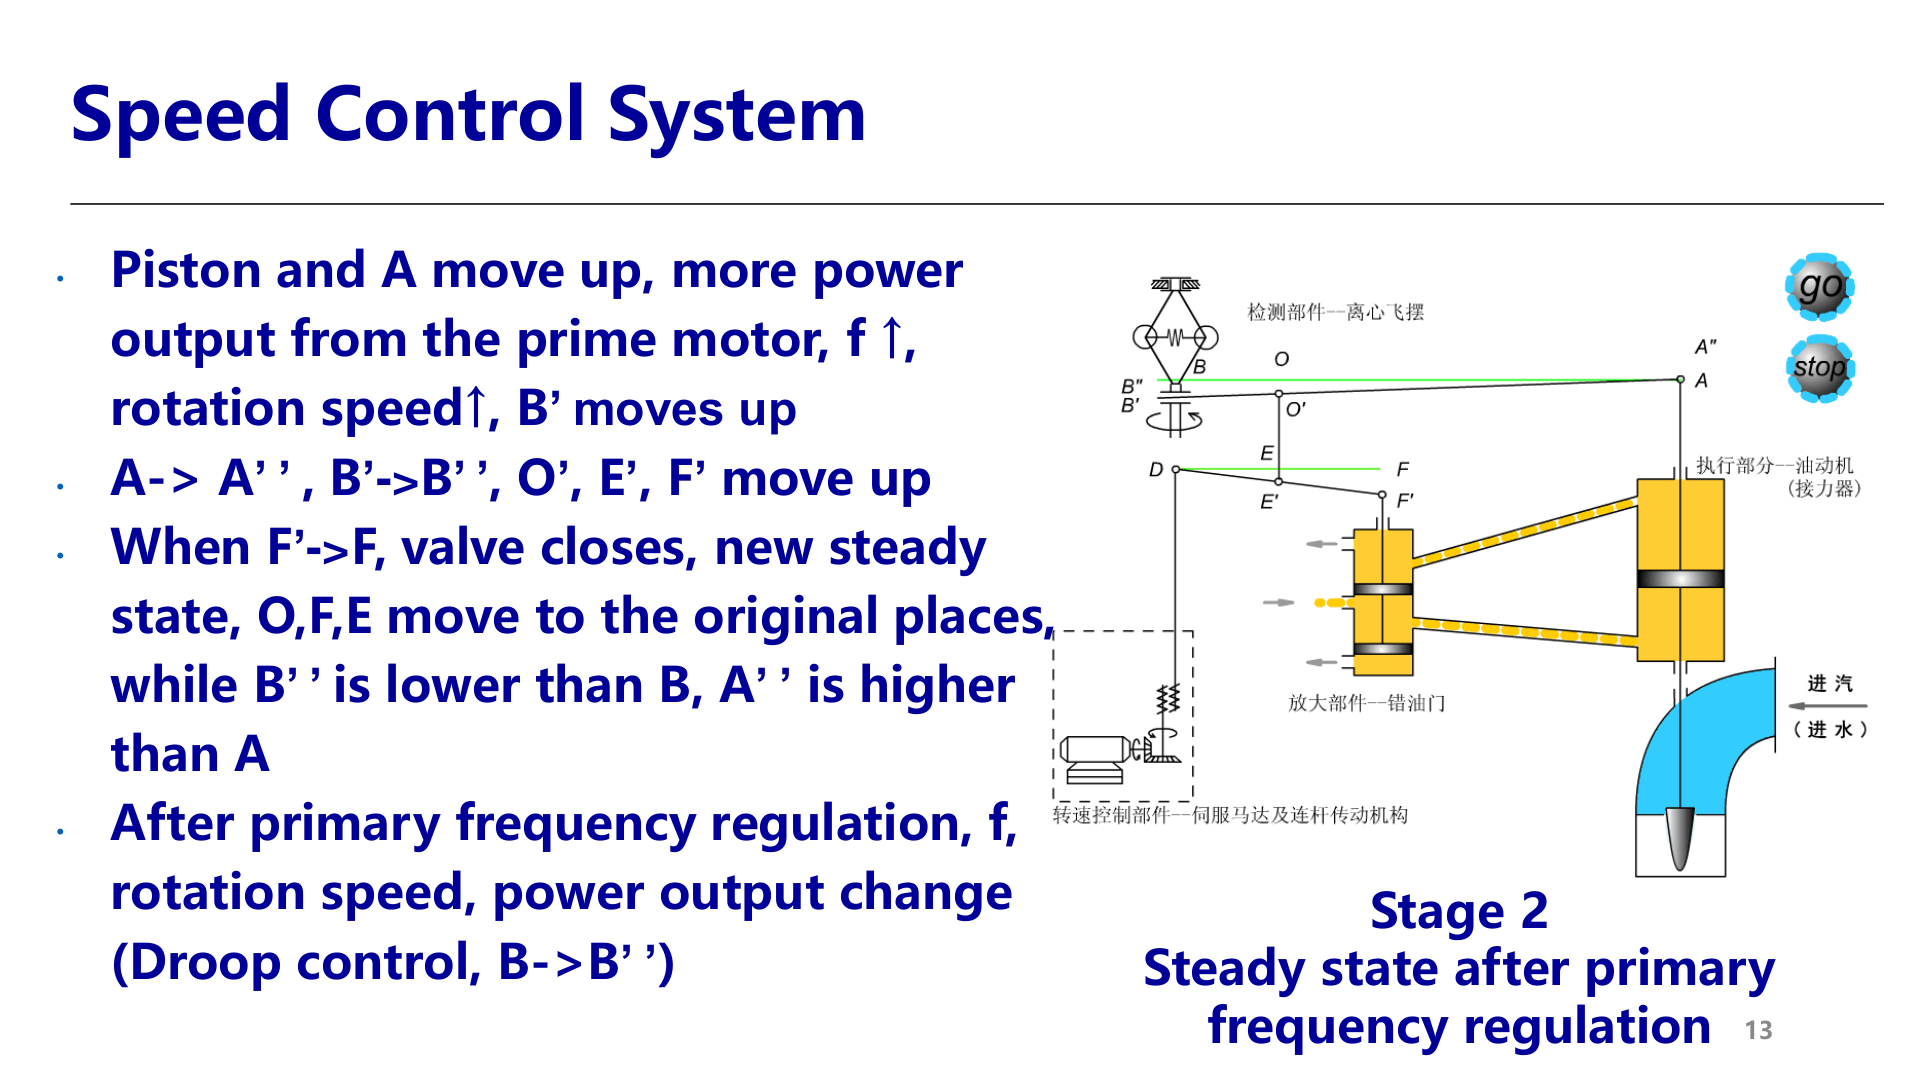 Speed Control System
• Piston and A move up, more power
output from the prime motor, f ↑,
rotation speed↑, B’ moves up
• A-> A’ ’ , B’->B’ ’, O’, E’, F’ move up
• When F’->F, valve closes, new steady
state, O,F,E move to the original places,
while B’ ’ is lower than B, A’ ’ is higher
than A
• After primary frequency regulation, f,
rotation speed, power output change
(Droop control, B->B’ ’)
检测部件--离心飞摆
go
stop
A"
A
O
B
B"
B'
O'
E
D
F
E'
F'
执行部分--油动机
(接力器)
放大部件--错油门
进 汽
( 进 水 )
转速控制部件--伺服马达及连杆传动机构
Stage 2
Steady state after primary
frequency regulation
13